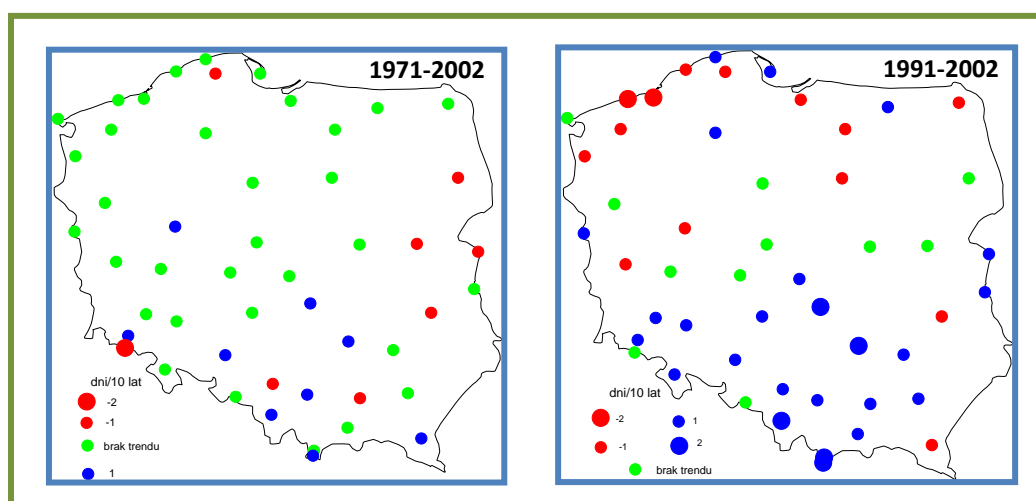 1971-2002
dni/10 lat
-2
-1
brak trendu
1
1991-2002
dni/10 lat
-2
1
-1
2
brak trendu